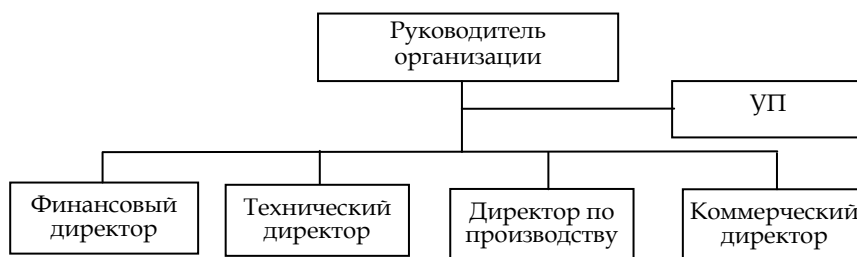 Руководитель
организации
УП
Финансовый
директор
Технический
директор
Директор по
производству
Коммерческий
директор